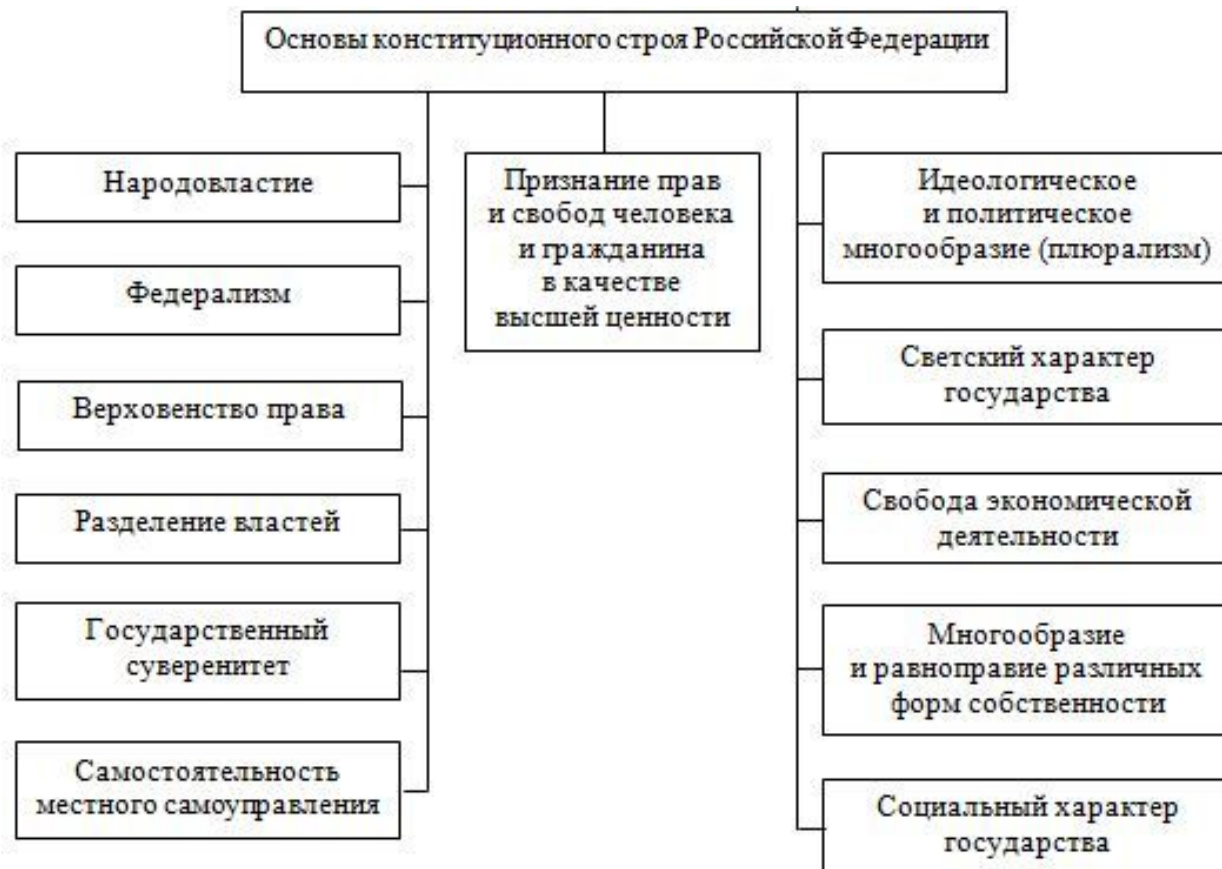 Основы конституционного строя Российской Федерации
Народовластие
Федерализм
Верховенство права
Разделение властей
Государственный
суверенитет
Самостоятельность
местного самоуправления
Признание прав
и свобод человека
и гражданина
в качестве
высшей ценности
Идеологическое
и политическое
многообразие (плюрализм)
Светский характер
государства
Свобода экономической
деятельности
Многообразие
и равноправие различных
форм собственности
Социальный характер
государства